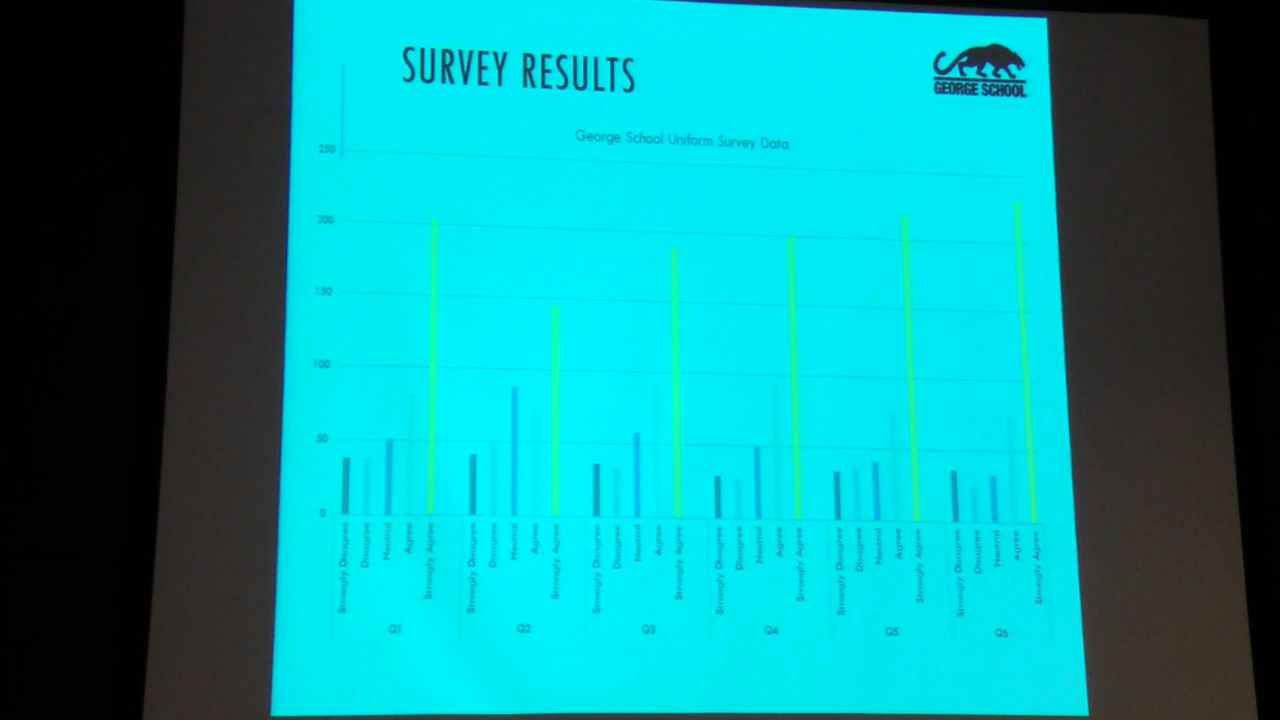 SURVEY RESULTS
GEORGE SCHOOL
George School Uniform Survey Data
250
200
150
100
50
0
Strongly Disagree Disagree Neutral Agree Strongly Agree
Strongly Disagree Disagree Neutral Agree Strongly Agree
Strongly Disagree Disagree Neutral Agree Strongly Agree
Strongly Disagree Disagree Neutral Agree Strongly Agree
Strongly Disagree Disagree Neutral Agree Strongly Agree
Strongly Disagree Disagree Neutral Agree Strongly Agree
Q1 Q2 Q3 Q4 Q5 Q6